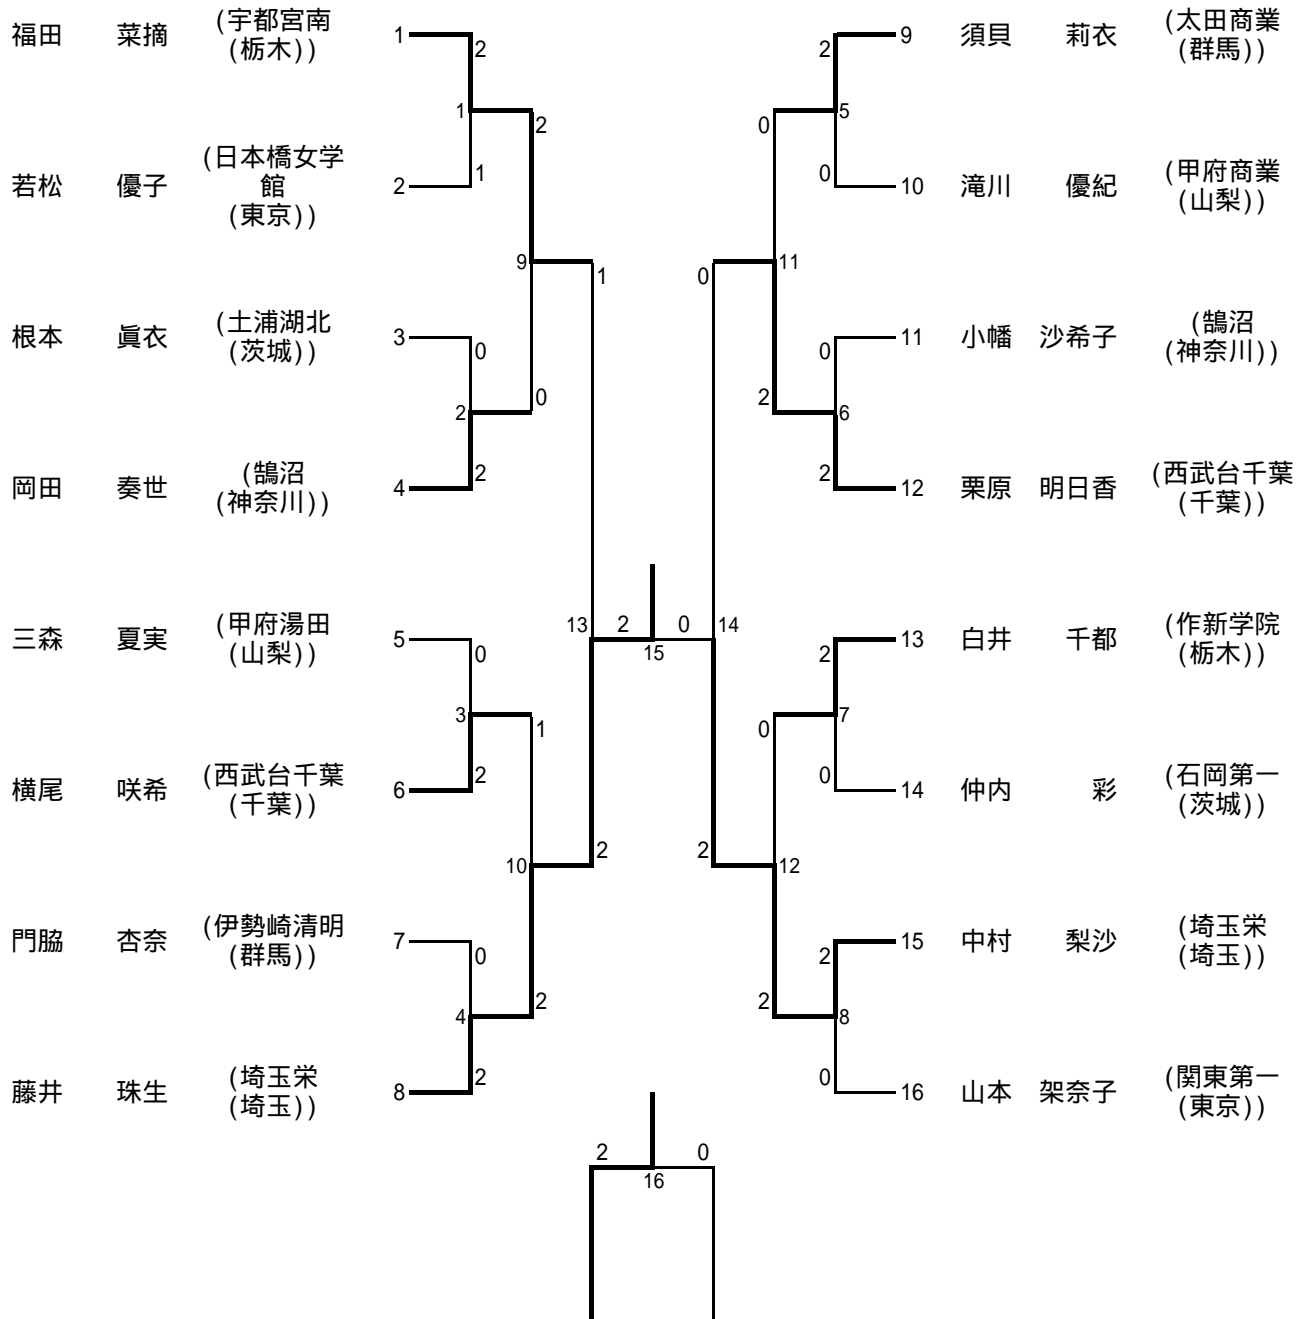 福田 菜摘 (宇都宮南
(栃木))
1
2
1
2
若松 優子 (日本橋女学
館
(東京))
2
1
9
1
根本 眞衣 (土浦湖北
(茨城))
3
0
2
0
岡田 奏世 (鵠沼
(神奈川))
4
2
13 2 0 14
15
三森 夏実 (甲府湯田
(山梨))
5
0
3
1
横尾 咲希 (西武台千葉
(千葉))
6
2
10
2
門脇 杏奈 (伊勢崎清明
(群馬))
7
0
4
2
藤井 珠生 (埼玉栄
(埼玉))
8
2
9 須貝 莉衣 (太田商業
(群馬))
2
0
5
10 滝川 優紀 (甲府商業
(山梨))
0
0
11
11 小幡 沙希子 (鵠沼
(神奈川))
0
2
6
12 栗原 明日香 (西武台千葉
(千葉))
2
13 白井 千都 (作新学院
(栃木))
2
0
7
14 仲内 彩 (石岡第一
(茨城))
0
2
12
15 中村 梨沙 (埼玉栄
(埼玉))
2
2
8
16 山本 架奈子 (関東第一
(東京))
0
2 0
16